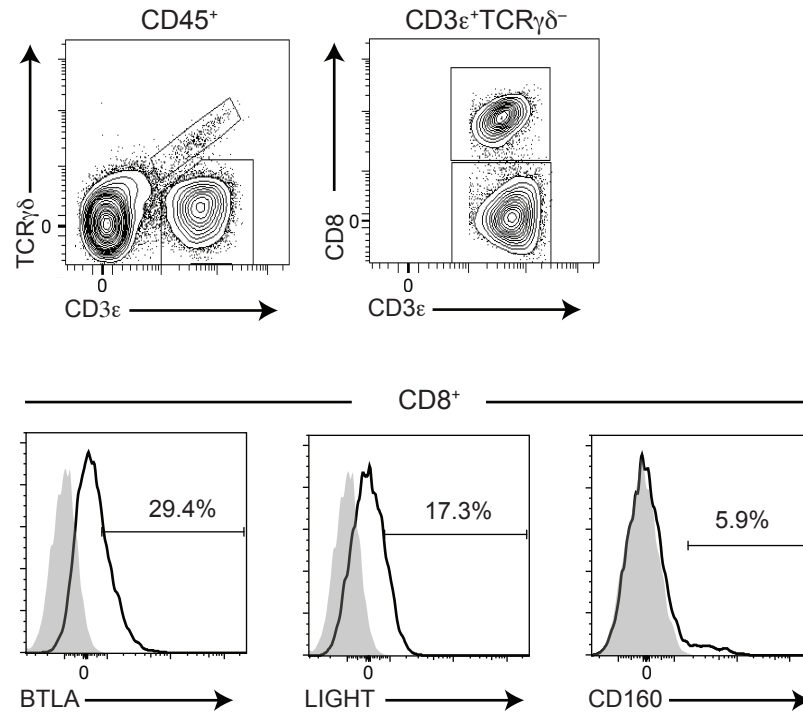 CD45⁺
CD3ε⁺TCRγδ⁻
TCRγδ
0
0
CD3ε
CD8
0
0
CD3ε
CD8⁺
29.4%
17.3%
5.9%
0
0
0
BTLA
LIGHT
CD160